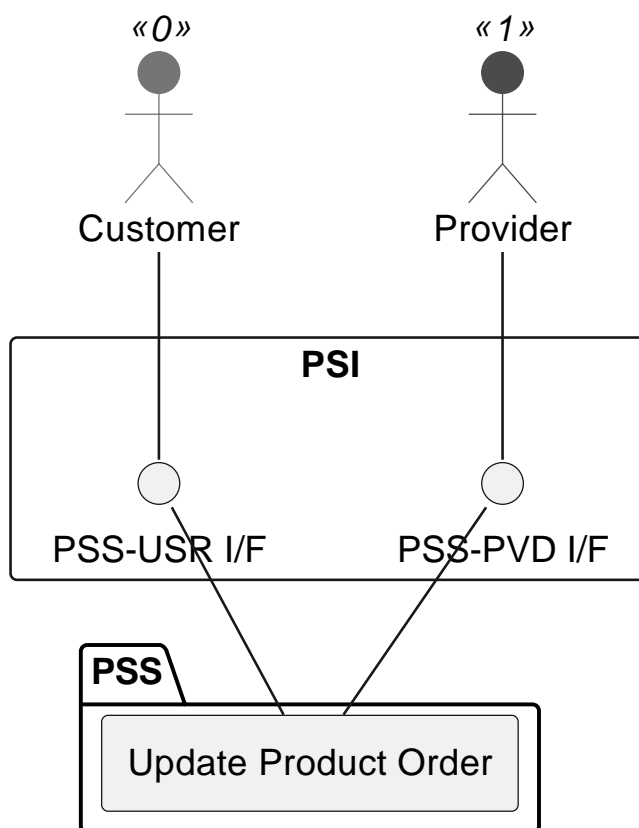 «0» «1»
Customer Provider
PSI
PSS-USR I/F PSS-PVD I/F
PSS
Update Product Order